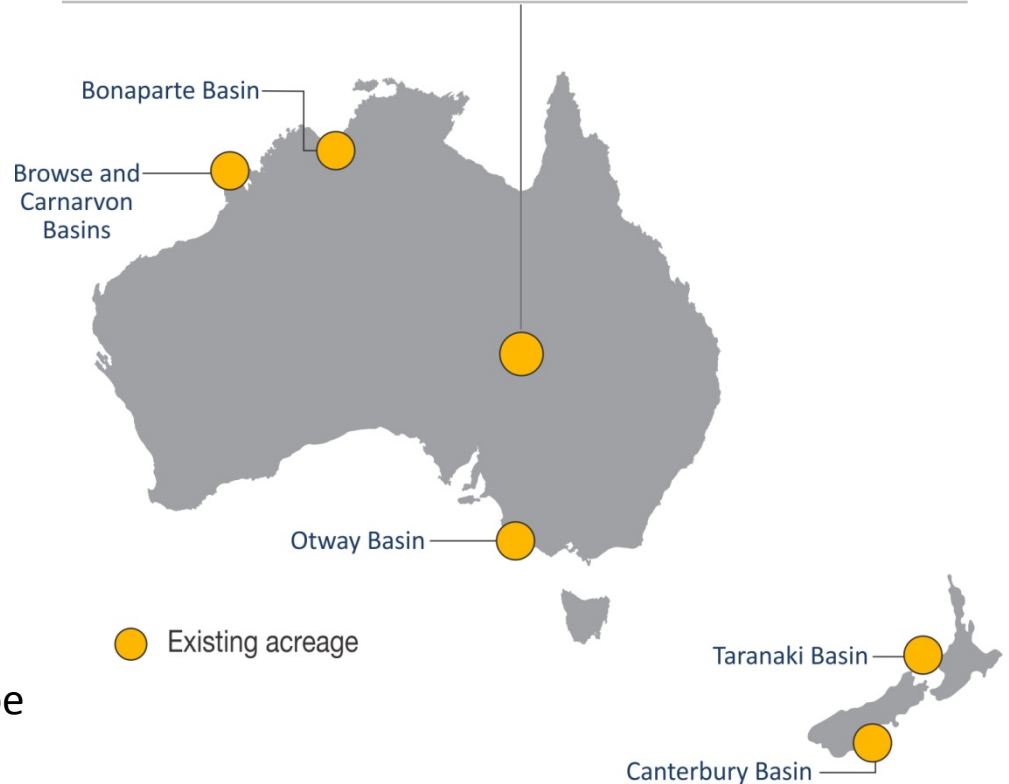 Bonaparte Basin
Browse and
Carnarvon
Basins
Otway Basin
Existing acreage
Taranaki Basin
Canterbury Basin